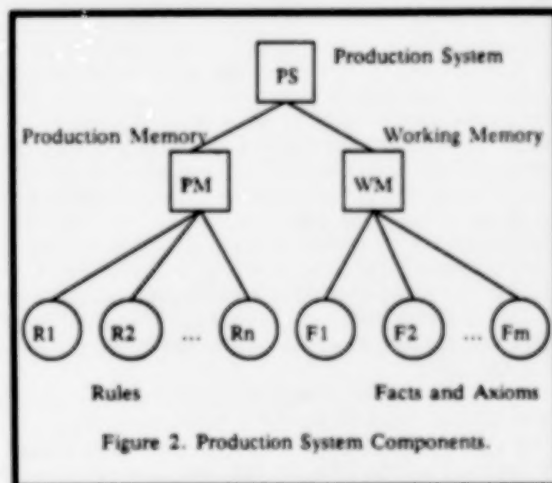 Production System
PS
Production Memory
Working Memory
PM
WM
R1 R2 ... Rn F1 F2 ... Fm
Rules
Facts and Axioms
Figure 2. Production System Components.